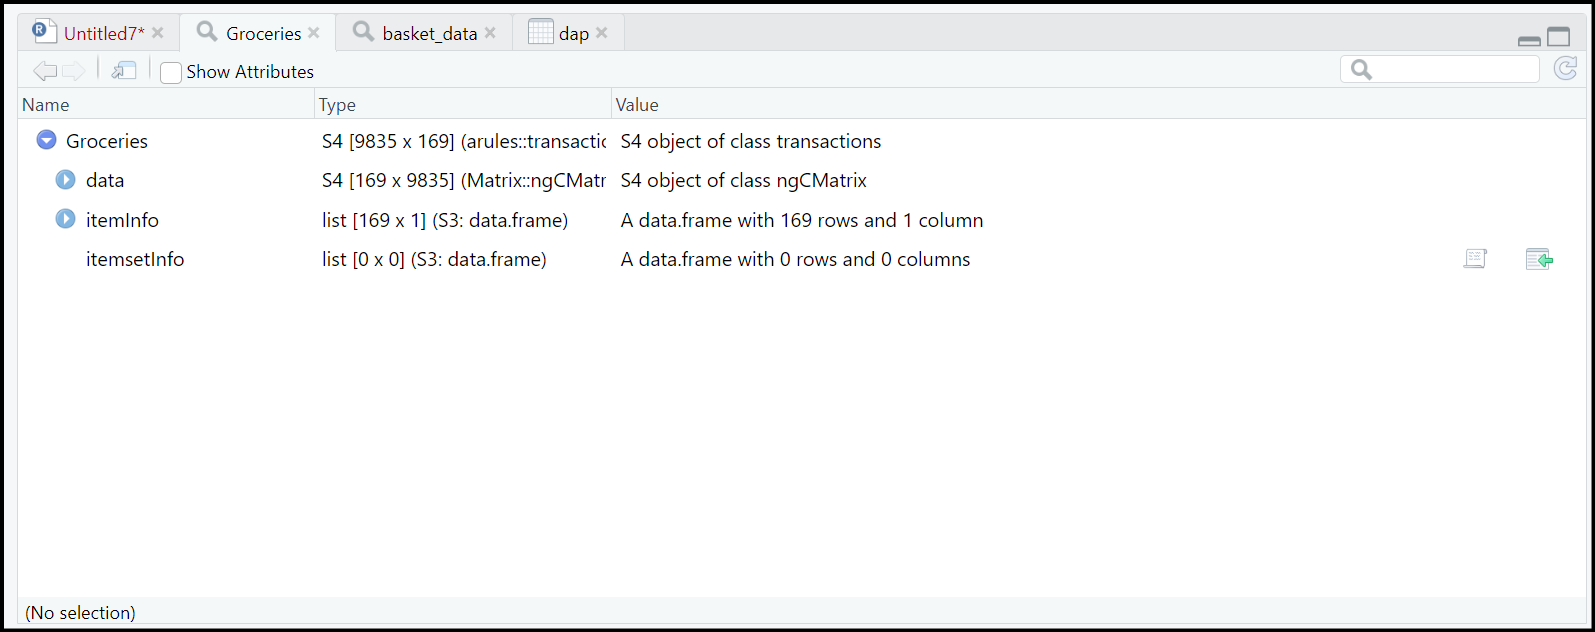 Untitled7* Groceries basket_data dap
Show Attributes
Name Type Value
Groceries S4 [9835 x 169] (arules::transactic S4 object of class transactions
data S4 [169 x 9835] (Matrix::ngCMatr S4 object of class ngCMatrix
itemInfo list [169 x 1] (S3: data.frame) A data.frame with 169 rows and 1 column
itemsetInfo list [0 x 0] (S3: data.frame) A data.frame with 0 rows and 0 columns
(No selection)